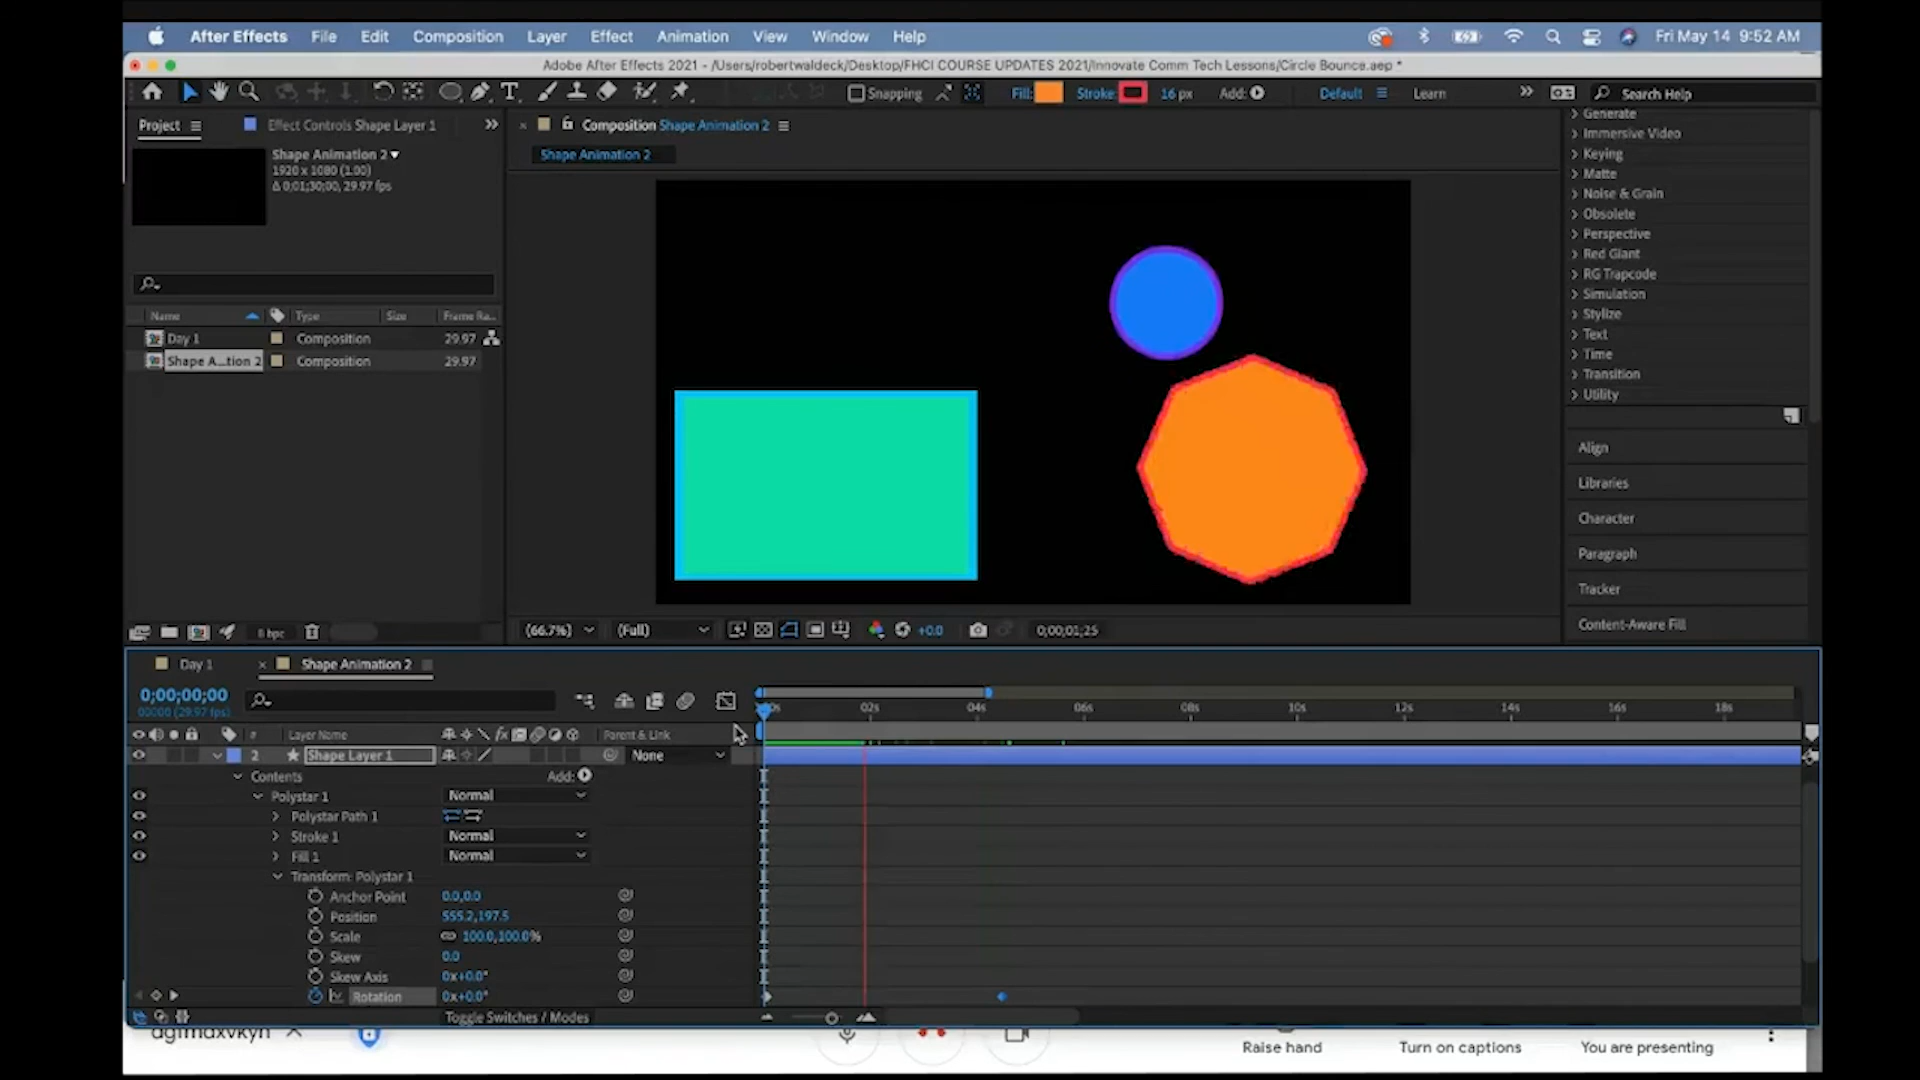 After Effects File Edit Composition Layer Effect Animation View Window Help Fri May 14 9:52 AM
Adobe After Effects 2021 - /Users/robertwaldeck/Desktop/FHCI COURSE UPDATES 2021/Innovate Comm Tech Lessons/Circle Bounce.aep *
Snapping Fill: Stroke: 16 px Add: Default Learn Search Help
Project Effect Controls Shape Layer 1
Composition Shape Animation 2
Shape Animation 2
Shape Animation 2
1920 x 1080 (1.00)
Δ 0;01;30;00, 29.97 fps
Name Type Size Frame Ra...
Day 1 Composition 29.97
Shape A...tion 2 Composition 29.97
8 bpc
(66.7%) (Full) +0.0 0;00;01;25
Generate
Immersive Video
Keying
Matte
Noise & Grain
Obsolete
Perspective
Red Giant
RG Trapcode
Simulation
Stylize
Text
Time
Transition
Utility
Align
Libraries
Character
Paragraph
Tracker
Content-Aware Fill
Day 1 Shape Animation 2
0;00;00;00
00000 (29.97 fps)
02s 04s 06s 08s 10s 12s 14s 16s 18s
# Layer Name Parent & Link
2 Shape Layer 1 None
Contents Add:
Polystar 1 Normal
Polystar Path 1
Stroke 1 Normal
Fill 1 Normal
Transform: Polystar 1
Anchor Point 0.0,0.0
Position 555.2,197.5
Scale 100.0,100.0%
Skew 0.0
Skew Axis 0x+0.0°
Rotation 0x+0.0°
Toggle Switches / Modes
Raise hand Turn on captions You are presenting